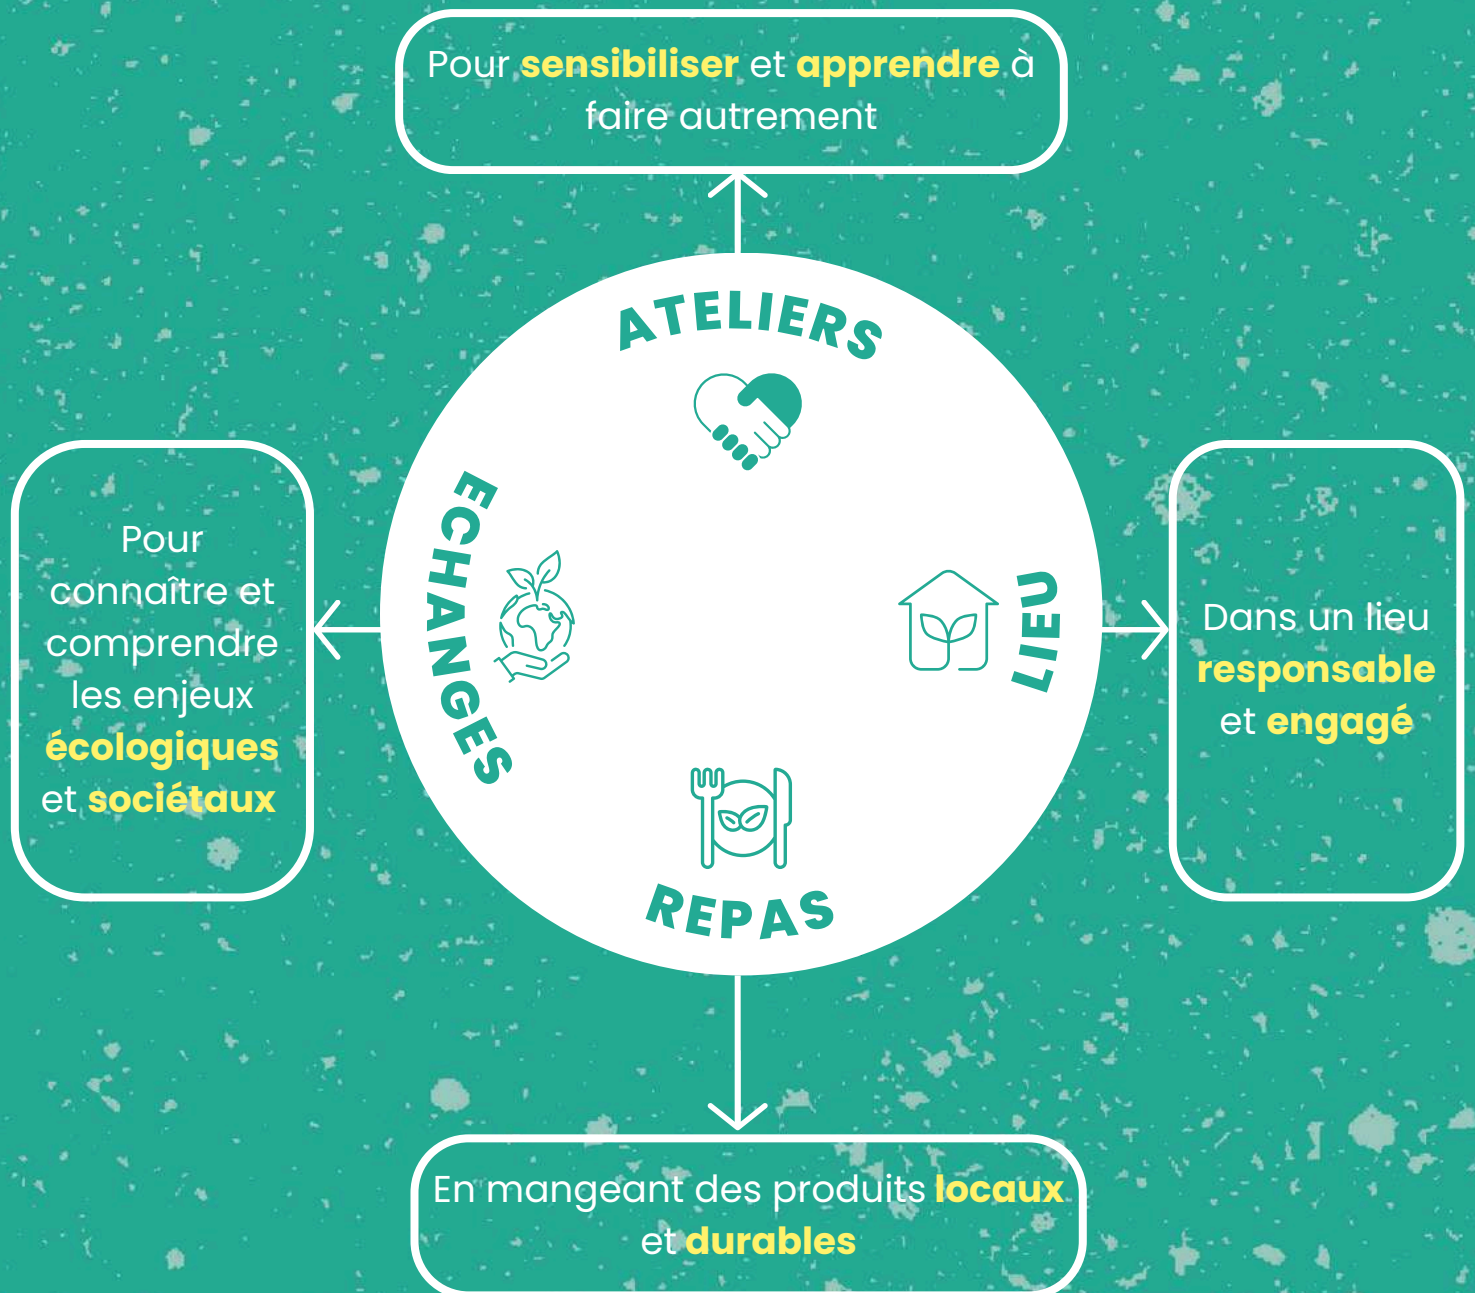 Pour sensibiliser et apprendre à
faire autrement
ATELIERS
ECHANGES
LIEU
REPAS
Pour
connaître et
comprendre
les enjeux
écologiques
et sociétaux
Dans un lieu
responsable
et engagé
En mangeant des produits locaux
et durables